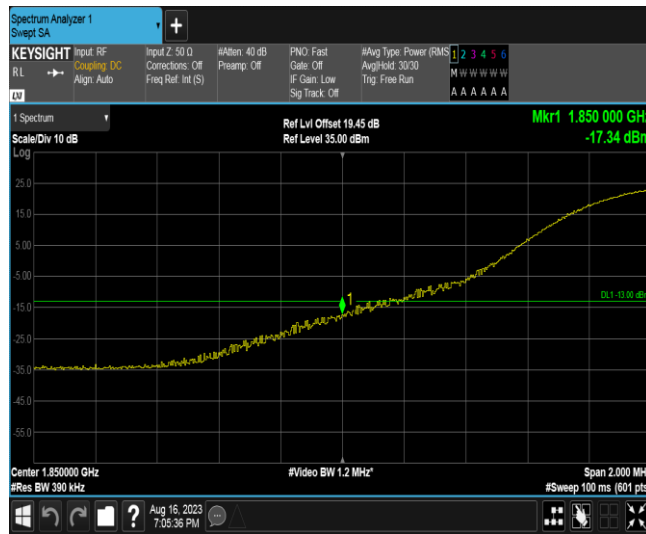 Spectrum Analyzer 1
Swept SA
+
KEYSIGHT
RL
LXI
Input: RF
Coupling: DC
Align: Auto
Input Z: 50 Ω
Corrections: Off
Freq Ref: Int (S)
#Atten: 40 dB
Preamp: Off
PNO: Fast
Gate: Off
IF Gain: Low
Sig Track: Off
#Avg Type: Power (RMS
Avg|Hold: 30/30
Trig: Free Run
1 2 3 4 5 6
M W W W W W
A A A A A A
1 Spectrum
Scale/Div 10 dB
Log
Ref Lvl Offset 19.45 dB
Ref Level 35.00 dBm
Mkr1 1.850 000 GHz
-17.34 dBm
25.0
15.0
5.00
-5.00
-15.0
-25.0
-35.0
-45.0
-55.0
1
DL1 -13.00 dBm
Center 1.850000 GHz
#Res BW 390 kHz
#Video BW 1.2 MHz*
Span 2.000 MH
#Sweep 100 ms (601 pts
?
Aug 16, 2023
7:05:36 PM